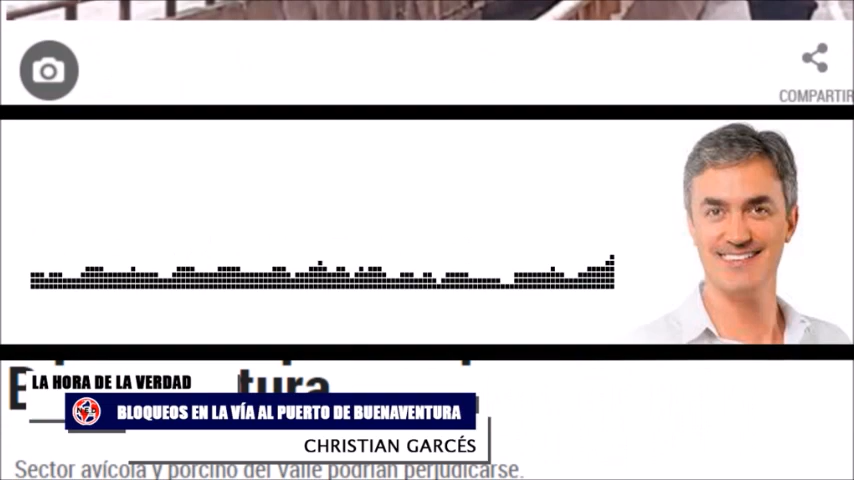 COMPARTIR
LA HORA DE LA VERDAD
tura
BLOQUEOS EN LA VÍA AL PUERTO DE BUENAVENTURA
CHRISTIAN GARCÉS
Sector avícola y porcino del Valle podrían perjudicarse.